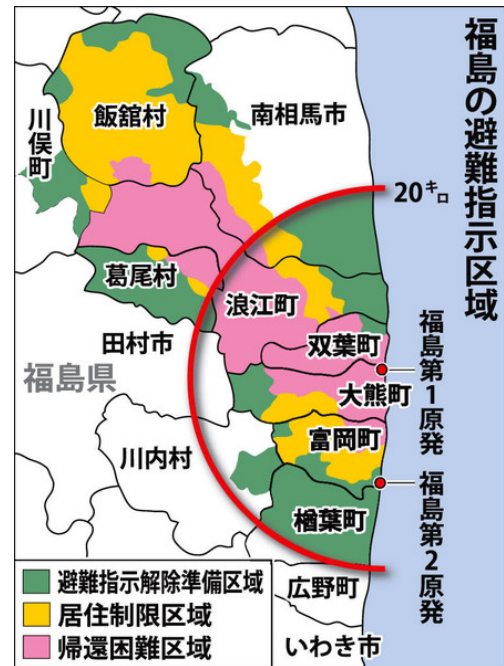 福島の避難指示区域
飯舘村
川俣町
南相馬市
20キロ
葛尾村
浪江町
双葉町
福島第1原発
田村市
大熊町
福島県
富岡町
川内村
福島第2原発
楢葉町
避難指示解除準備区域
居住制限区域
帰還困難区域
広野町
いわき市